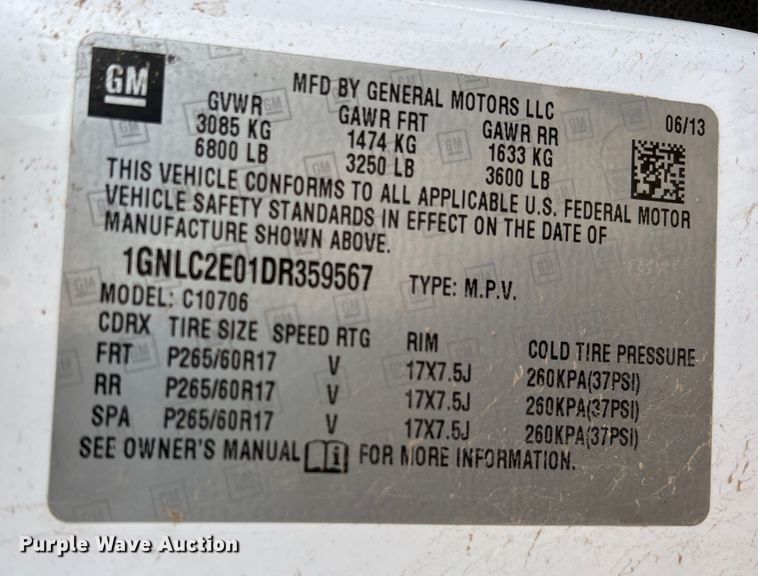 GM
MFD BY GENERAL MOTORS LLC
06/13
GVWR GAWR FRT GAWR RR
3085 KG 1474 KG 1633 KG
6800 LB 3250 LB 3600 LB
THIS VEHICLE CONFORMS TO ALL APPLICABLE U.S. FEDERAL MOTOR
VEHICLE SAFETY STANDARDS IN EFFECT ON THE DATE OF
MANUFACTURE SHOWN ABOVE.
1GNLC2E01DR359567 TYPE: M.P.V.
MODEL: C10706
CDRX TIRE SIZE SPEED RTG RIM COLD TIRE PRESSURE
FRT P265/60R17 V 17X7.5J 260KPA(37PSI)
RR P265/60R17 V 17X7.5J 260KPA(37PSI)
SPA P265/60R17 V 17X7.5J 260KPA(37PSI)
SEE OWNER'S MANUAL i FOR MORE INFORMATION.
Purple Wave Auction